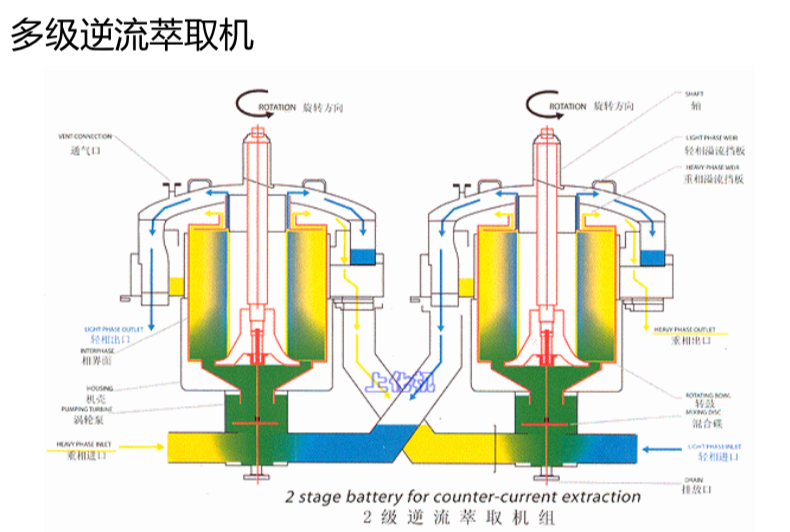 多级逆流萃取机
ROTATION 旋转方向
ROTATION 旋转方向
SHAFT
轴
VENT CONNECTION
通气口
LIGHT PHASE WEIR
轻相溢流挡板
HEAVY PHASE WEIR
重相溢流挡板
LIGHT PHASE OUTLET
轻相出口
INTERPHASE
相界面
HEAVY PHASE OUTLET
重相出口
HOUSING
机壳
PUMPING TURBINE
涡轮泵
上化机
ROTATING BOWL
转鼓
MIXING DISC
混合碟
HEAVY PHASE INLET
重相进口
LIGHT PHASE INLET
轻相进口
DRAIN
排放口
2 stage battery for counter-current extraction
2 级 逆 流 萃 取 机 组